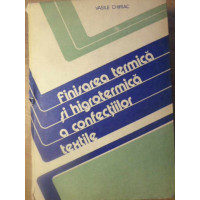 VASILE CHIRIAC
Finisarea termică
și higrotermică
a confecțiilor
textile